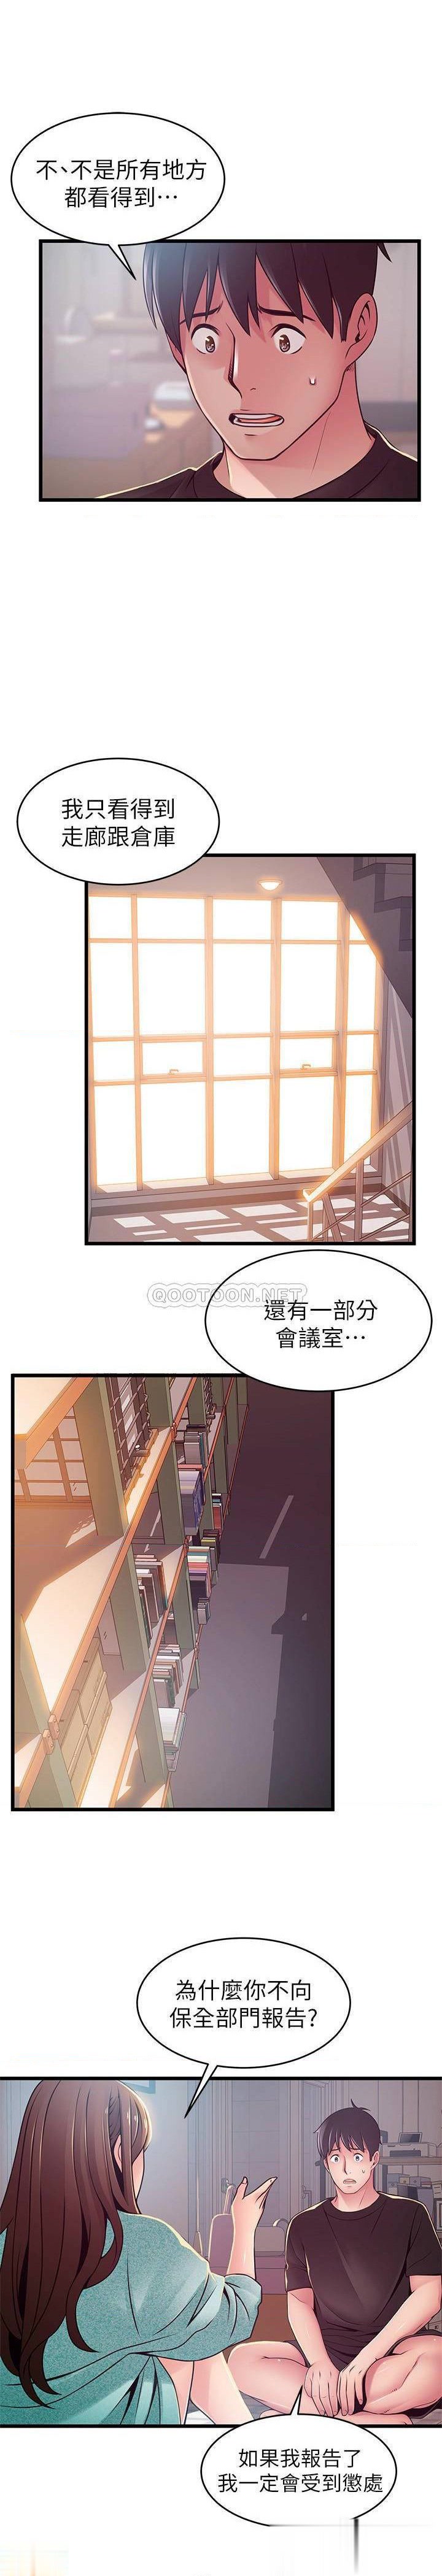 不、不是所有地方
都看得到…
我只看得到
走廊跟倉庫
QOOTOON.NET
還有一部分
會議室…
為什麼你不向
保全部門報告?
如果我報告了
我一定會受到懲處